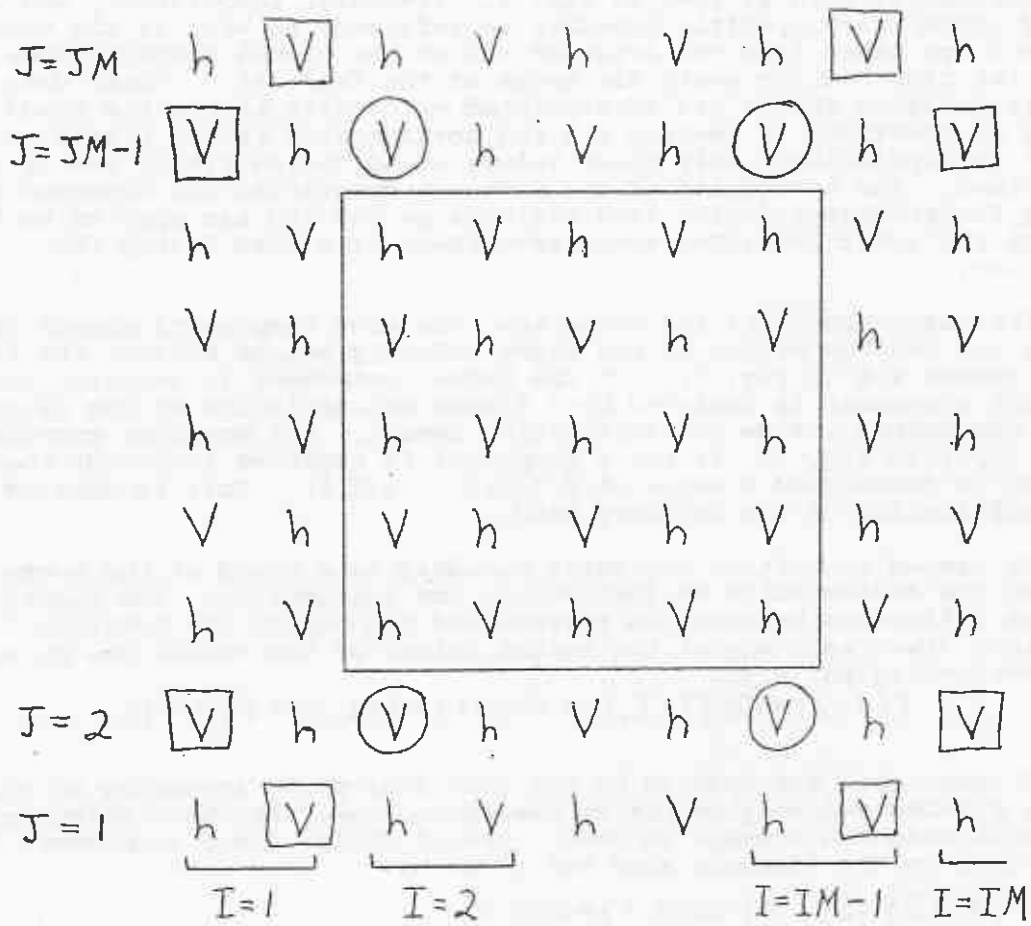 J=JM h V h V h V h V h
J=JM-1 V h V h V h V h V
h V h V h V h V h
V h V h V h V h V
h V h V h V h V h
V h V h V h V h V
h V h V h V h V h
J=2 V h V h V h V h V
J=1 h V h V h V h V h
I=1 I=2 I=IM-1 I=IM